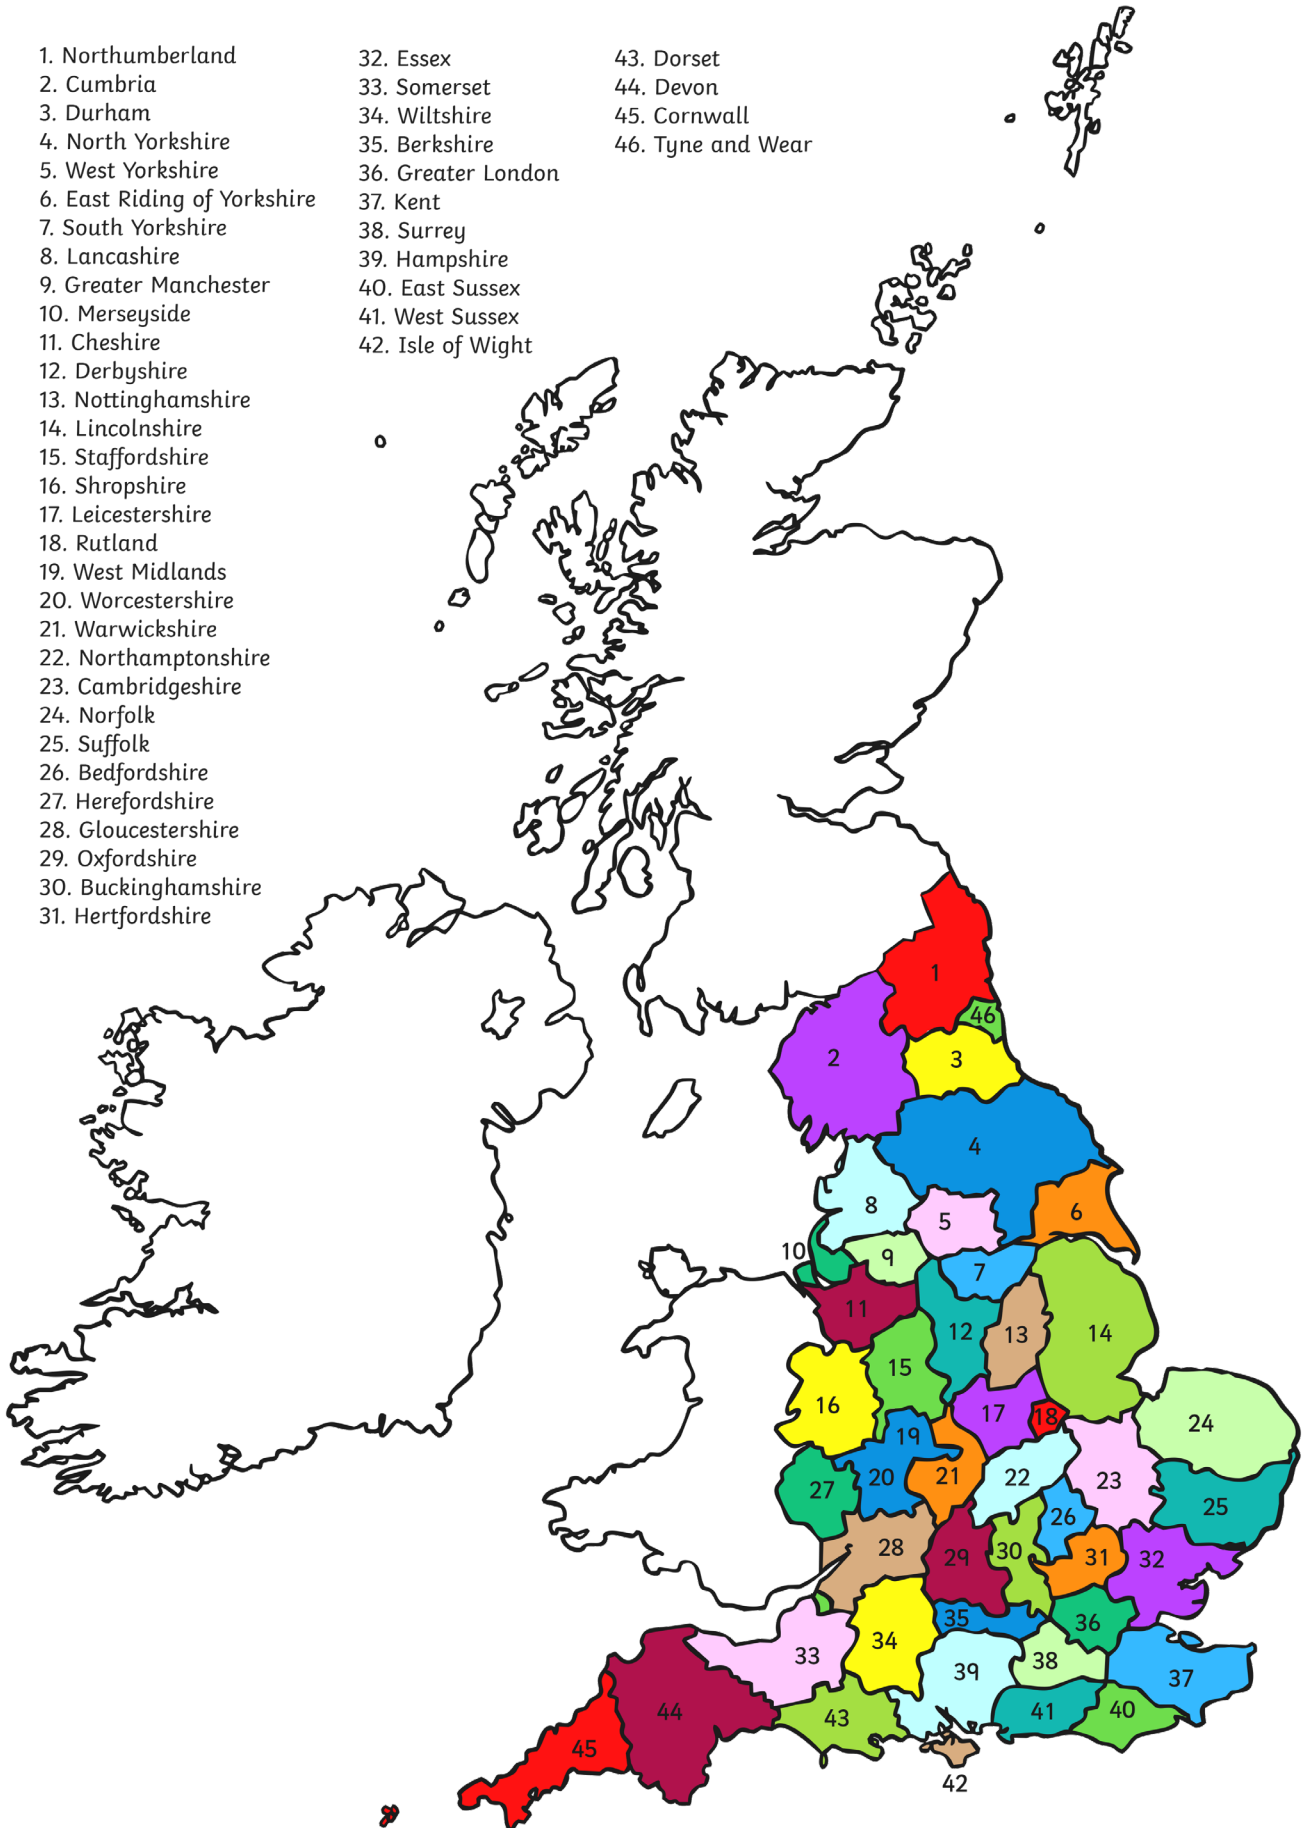 1. Northumberland
2. Cumbria
3. Durham
4. North Yorkshire
5. West Yorkshire
6. East Riding of Yorkshire
7. South Yorkshire
8. Lancashire
9. Greater Manchester
10. Merseyside
11. Cheshire
12. Derbyshire
13. Nottinghamshire
14. Lincolnshire
15. Staffordshire
16. Shropshire
17. Leicestershire
18. Rutland
19. West Midlands
20. Worcestershire
21. Warwickshire
22. Northamptonshire
23. Cambridgeshire
24. Norfolk
25. Suffolk
26. Bedfordshire
27. Herefordshire
28. Gloucestershire
29. Oxfordshire
30. Buckinghamshire
31. Hertfordshire
32. Essex
33. Somerset
34. Wiltshire
35. Berkshire
36. Greater London
37. Kent
38. Surrey
39. Hampshire
40. East Sussex
41. West Sussex
42. Isle of Wight
43. Dorset
44. Devon
45. Cornwall
46. Tyne and Wear
1
46
2
3
4
8
5
6
10
9
7
11
12
13
14
15
16
17
18
24
19
27
20
21
22
23
25
26
28
29
30
31
32
35
36
34
33
39
38
37
44
43
41
40
45
42